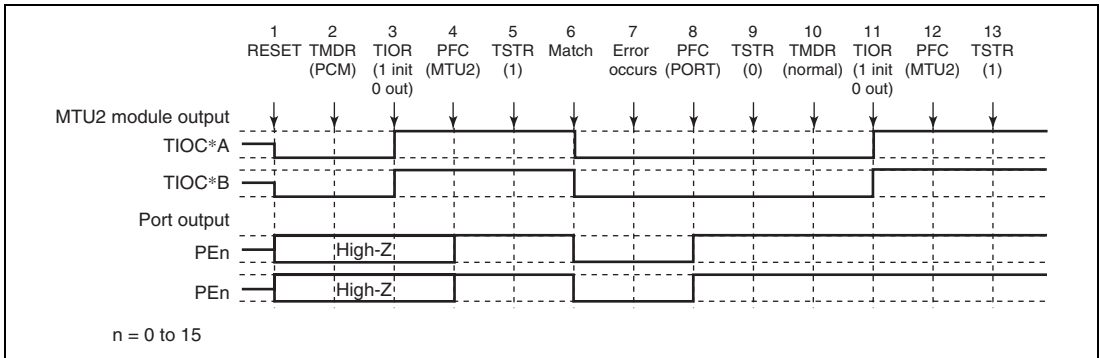 1 2 3 4 5 6 7 8 9 10 11 12 13
RESET TMDR TIOR PFC TSTR Match Error PFC TSTR TMDR TIOR PFC TSTR
(PCM) (1 init (MTU2) (1) occurs (PORT) (0) (normal) (1 init (MTU2) (1)
0 out) 0 out)
MTU2 module output
TIOC*A
TIOC*B
Port output
PEn High-Z
PEn High-Z
n = 0 to 15